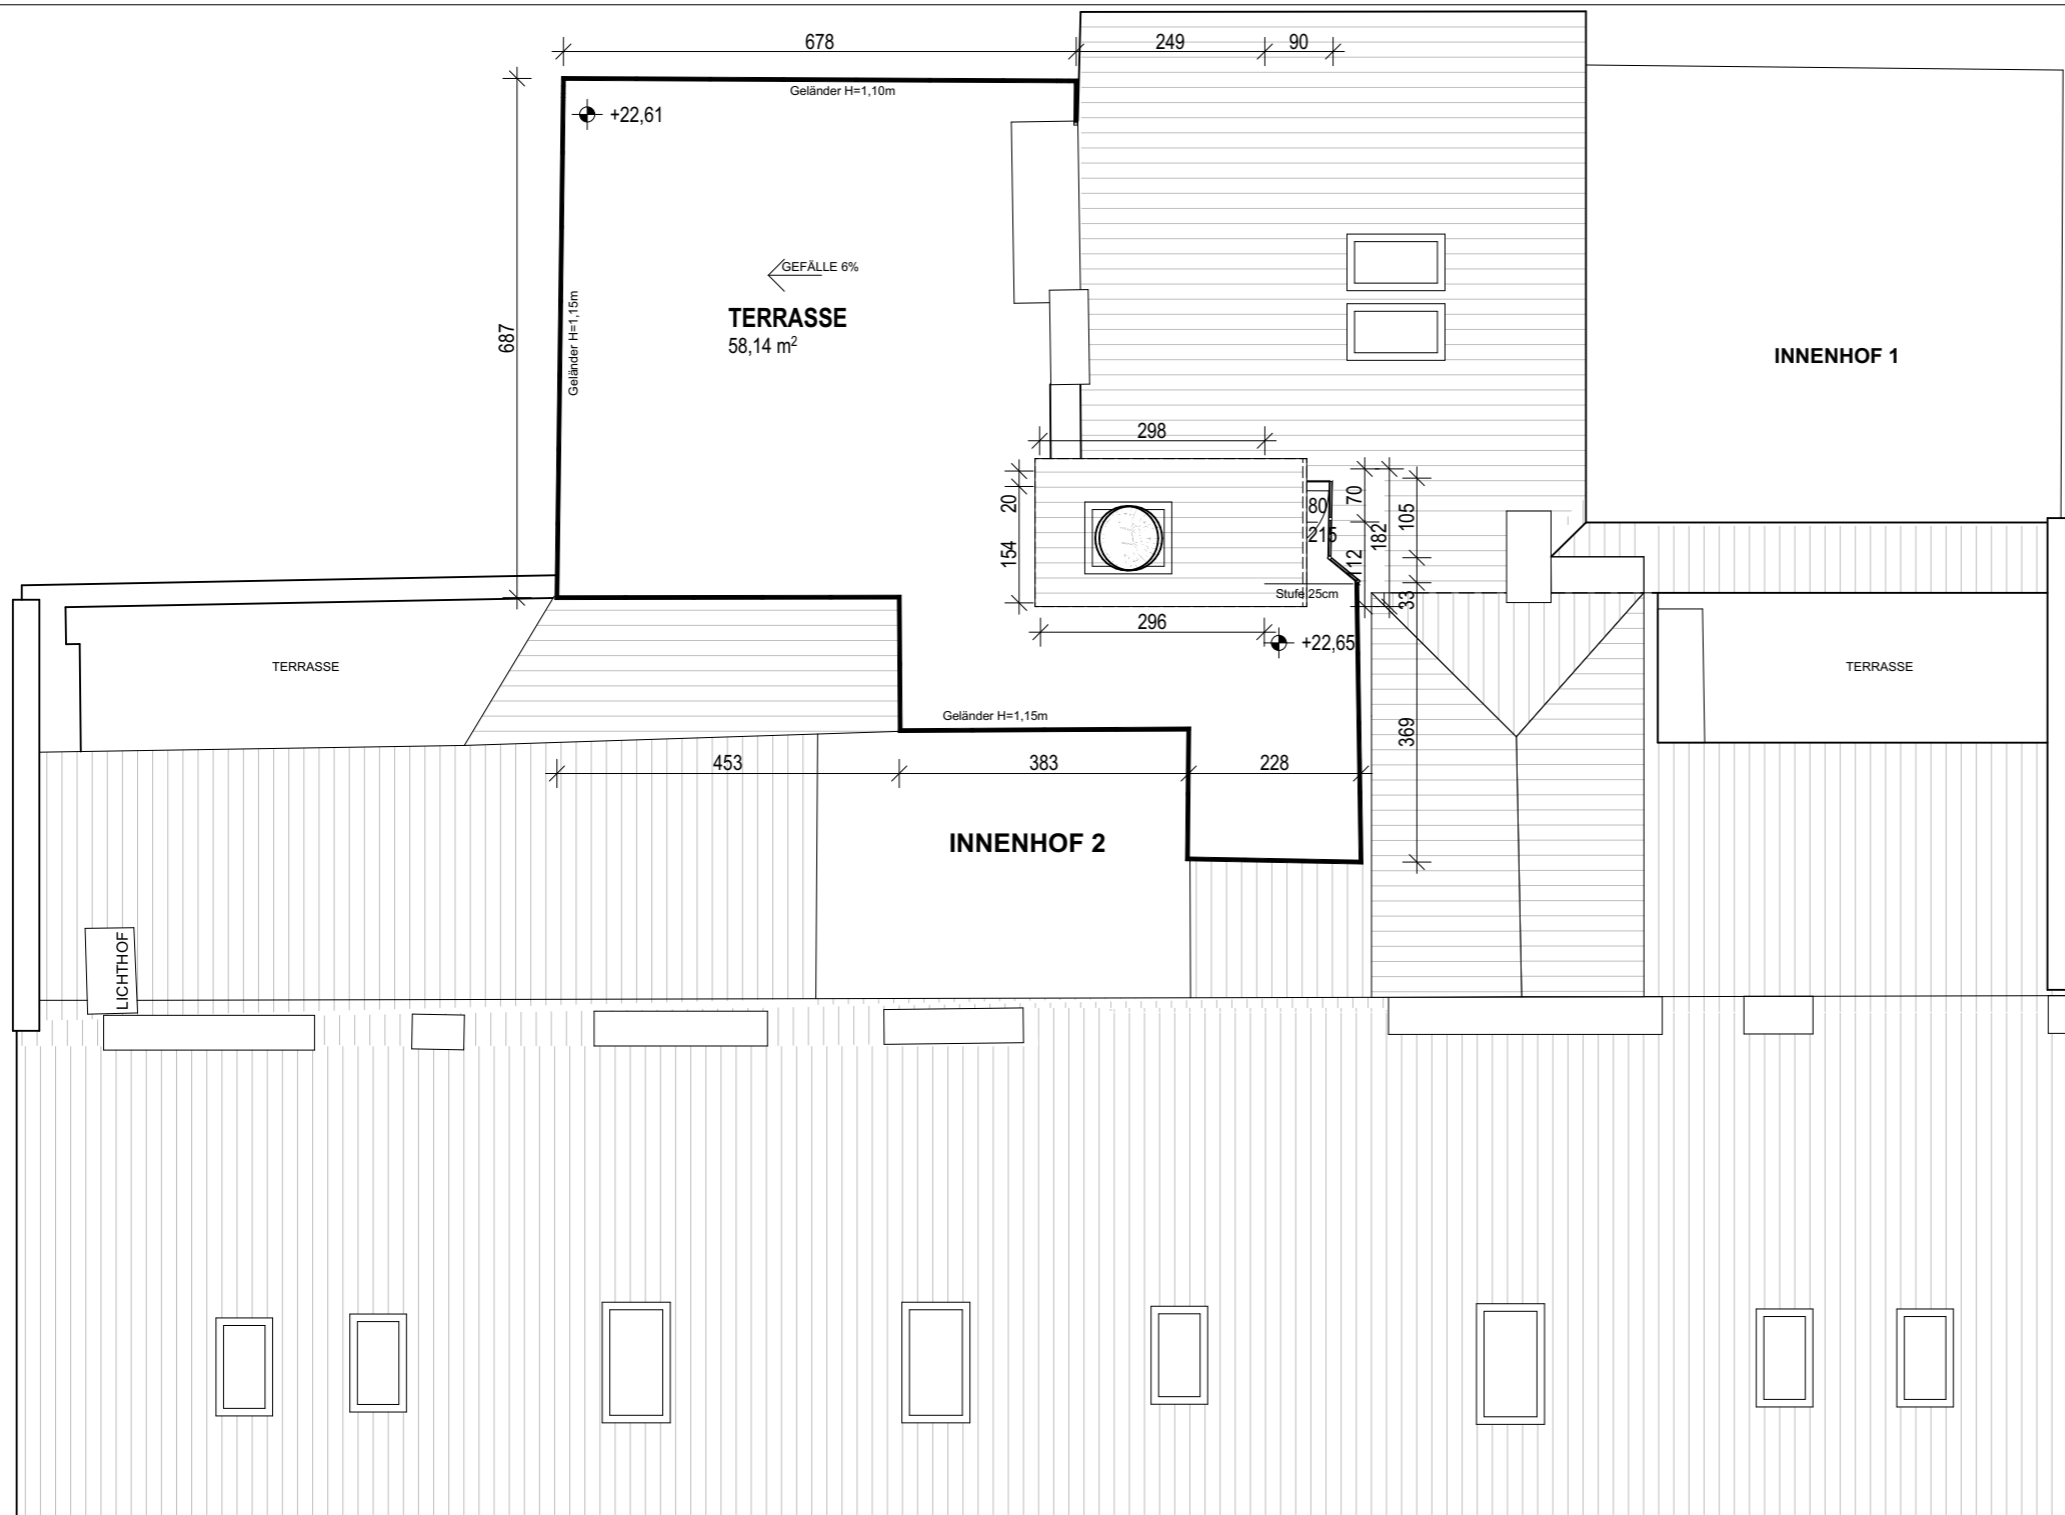 678
249
90
Geländer H=1,10m
+22,61
GEFÄLLE 6%
TERRASSE
58,14 m²
Geländer H=1,15m
687
INNENHOF 1
298
20
154
80
215
70
112
182
105
33
Stufe 25cm
296
+22,65
TERRASSE
TERRASSE
Geländer H=1,15m
369
453
383
228
INNENHOF 2
LICHTHOF